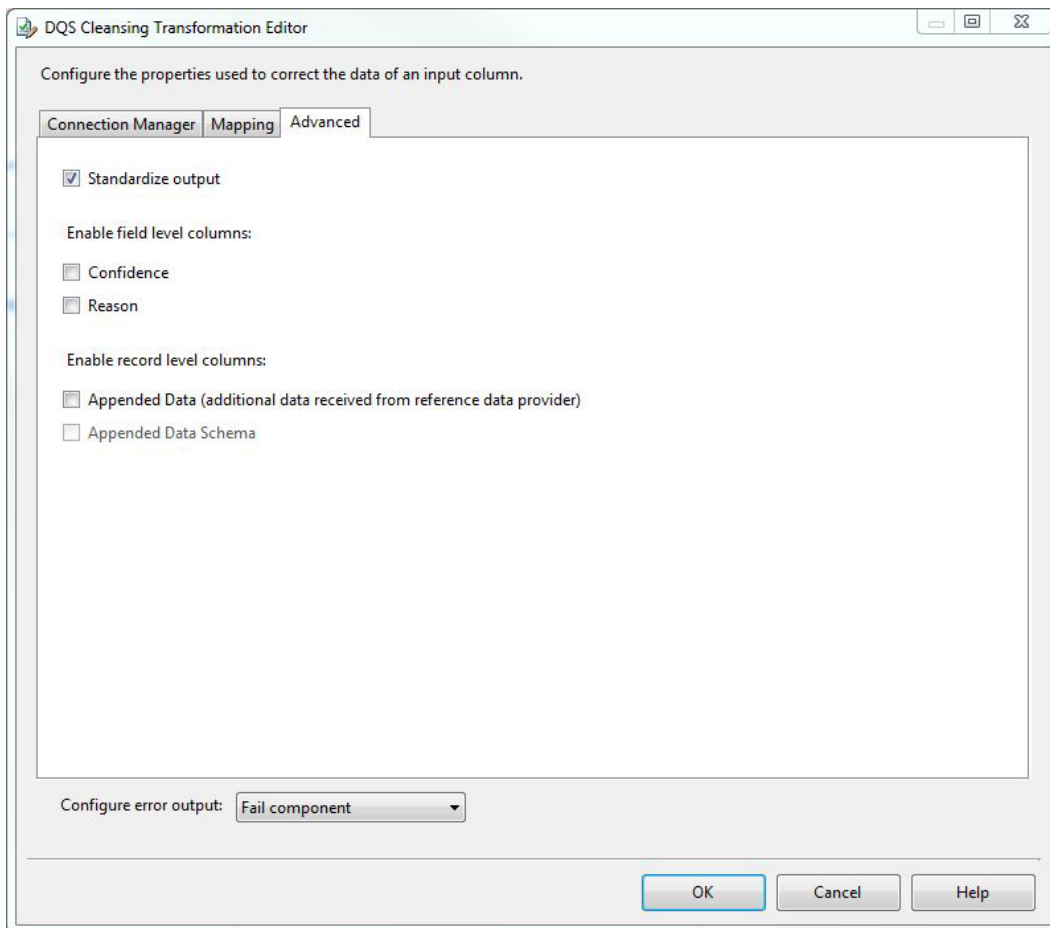 DQS Cleansing Transformation Editor
Configure the properties used to correct the data of an input column.
Connection Manager Mapping Advanced
Standardize output
Enable field level columns:
Confidence
Reason
Enable record level columns:
Appended Data (additional data received from reference data provider)
Appended Data Schema
Configure error output: Fail component
OK Cancel Help